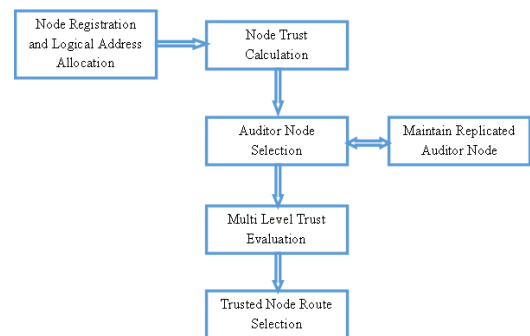 Node Registration
and Logical Address
Allocation
Node Trust
Calculation
Auditor Node
Selection
Maintain Replicated
Auditor Node
Multi Level Trust
Evaluation
Trusted Node Route
Selection